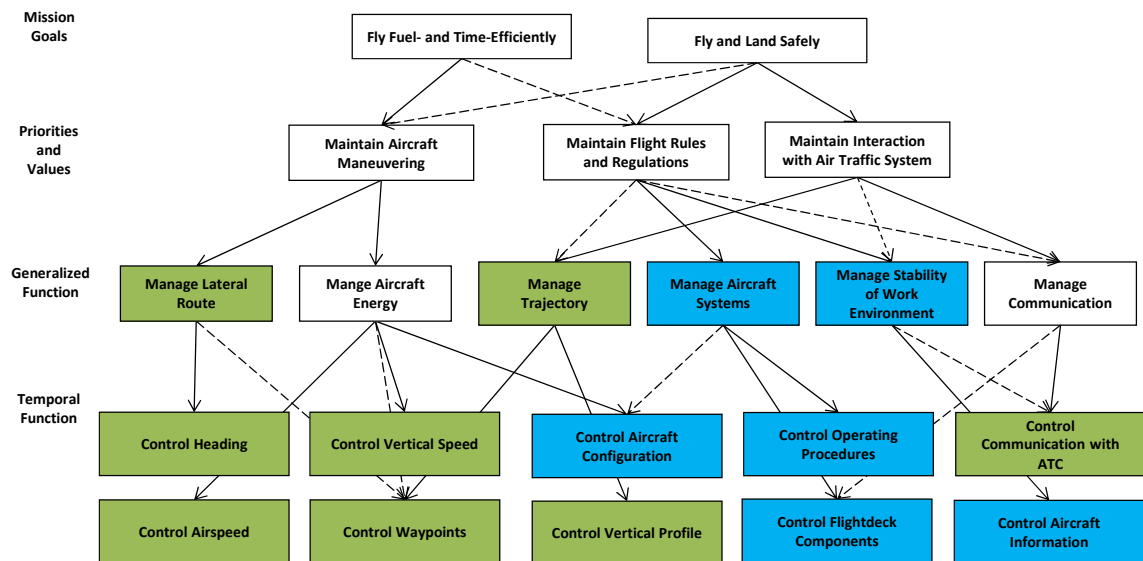 Mission
Goals
Fly Fuel- and Time-Efficiently
Fly and Land Safely
Priorities
and
Values
Maintain Aircraft
Maneuvering
Maintain Flight Rules
and Regulations
Maintain Interaction
with Air Traffic System
Generalized
Function
Manage Lateral
Route
Mange Aircraft
Energy
Manage
Trajectory
Manage Aircraft
Systems
Manage Stability
of Work
Environment
Manage
Communication
Temporal
Function
Control Heading
Control Vertical Speed
Control Aircraft
Configuration
Control Operating
Procedures
Control
Communication with
ATC
Control Airspeed
Control Waypoints
Control Vertical Profile
Control Flightdeck
Components
Control Aircraft
Information